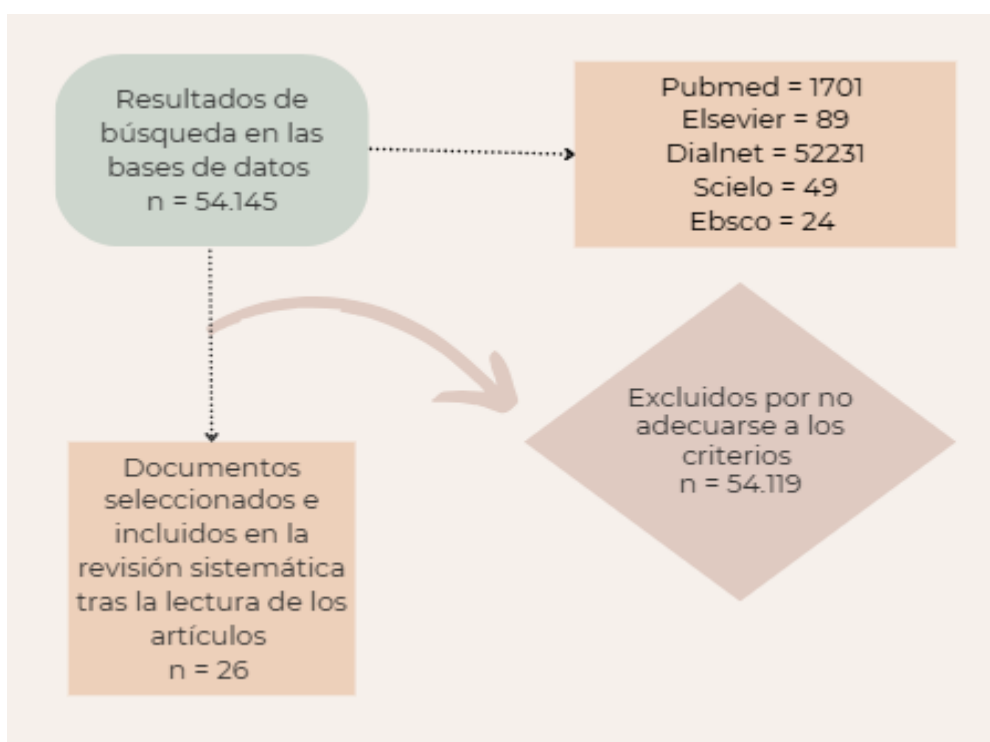 Resultados de
búsqueda en las
bases de datos
n = 54.145
Pubmed = 1701
Elsevier = 89
Dialnet = 52231
Scielo = 49
Ebsco = 24
Excluidos por no
adecuarse a los
criterios
n = 54.119
Documentos
seleccionados e
incluidos en la
revisión sistemática
tras la lectura de los
artículos
n = 26